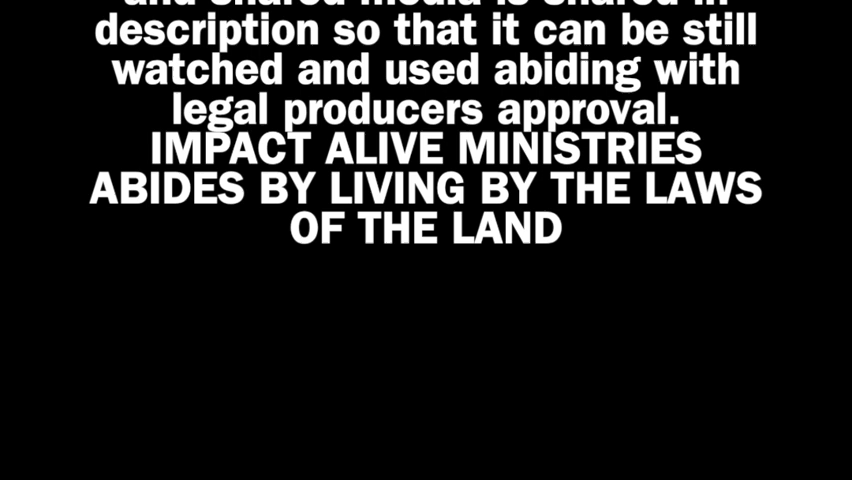 and shared media is shared in
description so that it can be still
watched and used abiding with
legal producers approval.
IMPACT ALIVE MINISTRIES
ABIDES BY LIVING BY THE LAWS
OF THE LAND